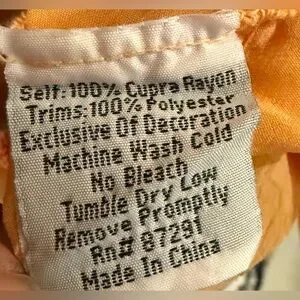 Self: 100% Cupra Rayon
Trims: 100% Polyester
Exclusive Of Decoration
Machine Wash Cold
No Bleach
Tumble Dry Low
Remove Promptly
Rn# 87291
Made In China